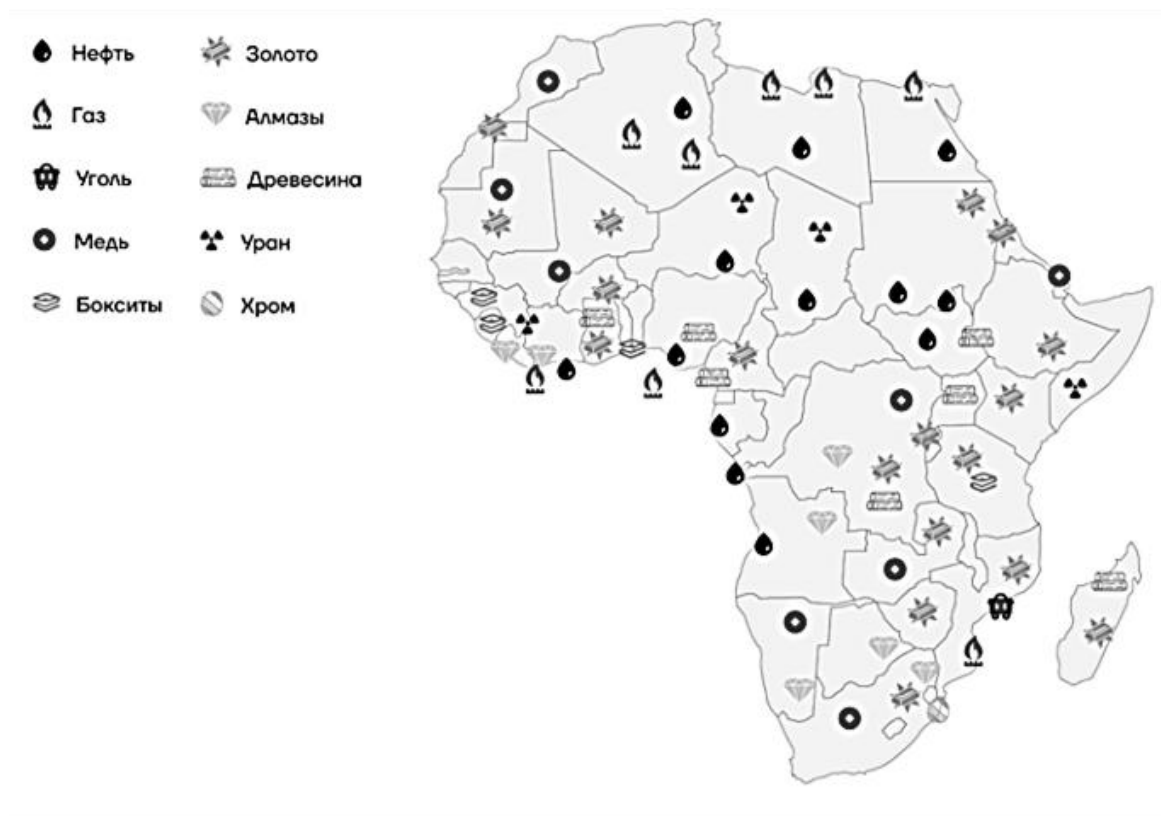 Нефть
Золото
Газ
Алмазы
Уголь
Древесина
Медь
Уран
Бокситы
Хром